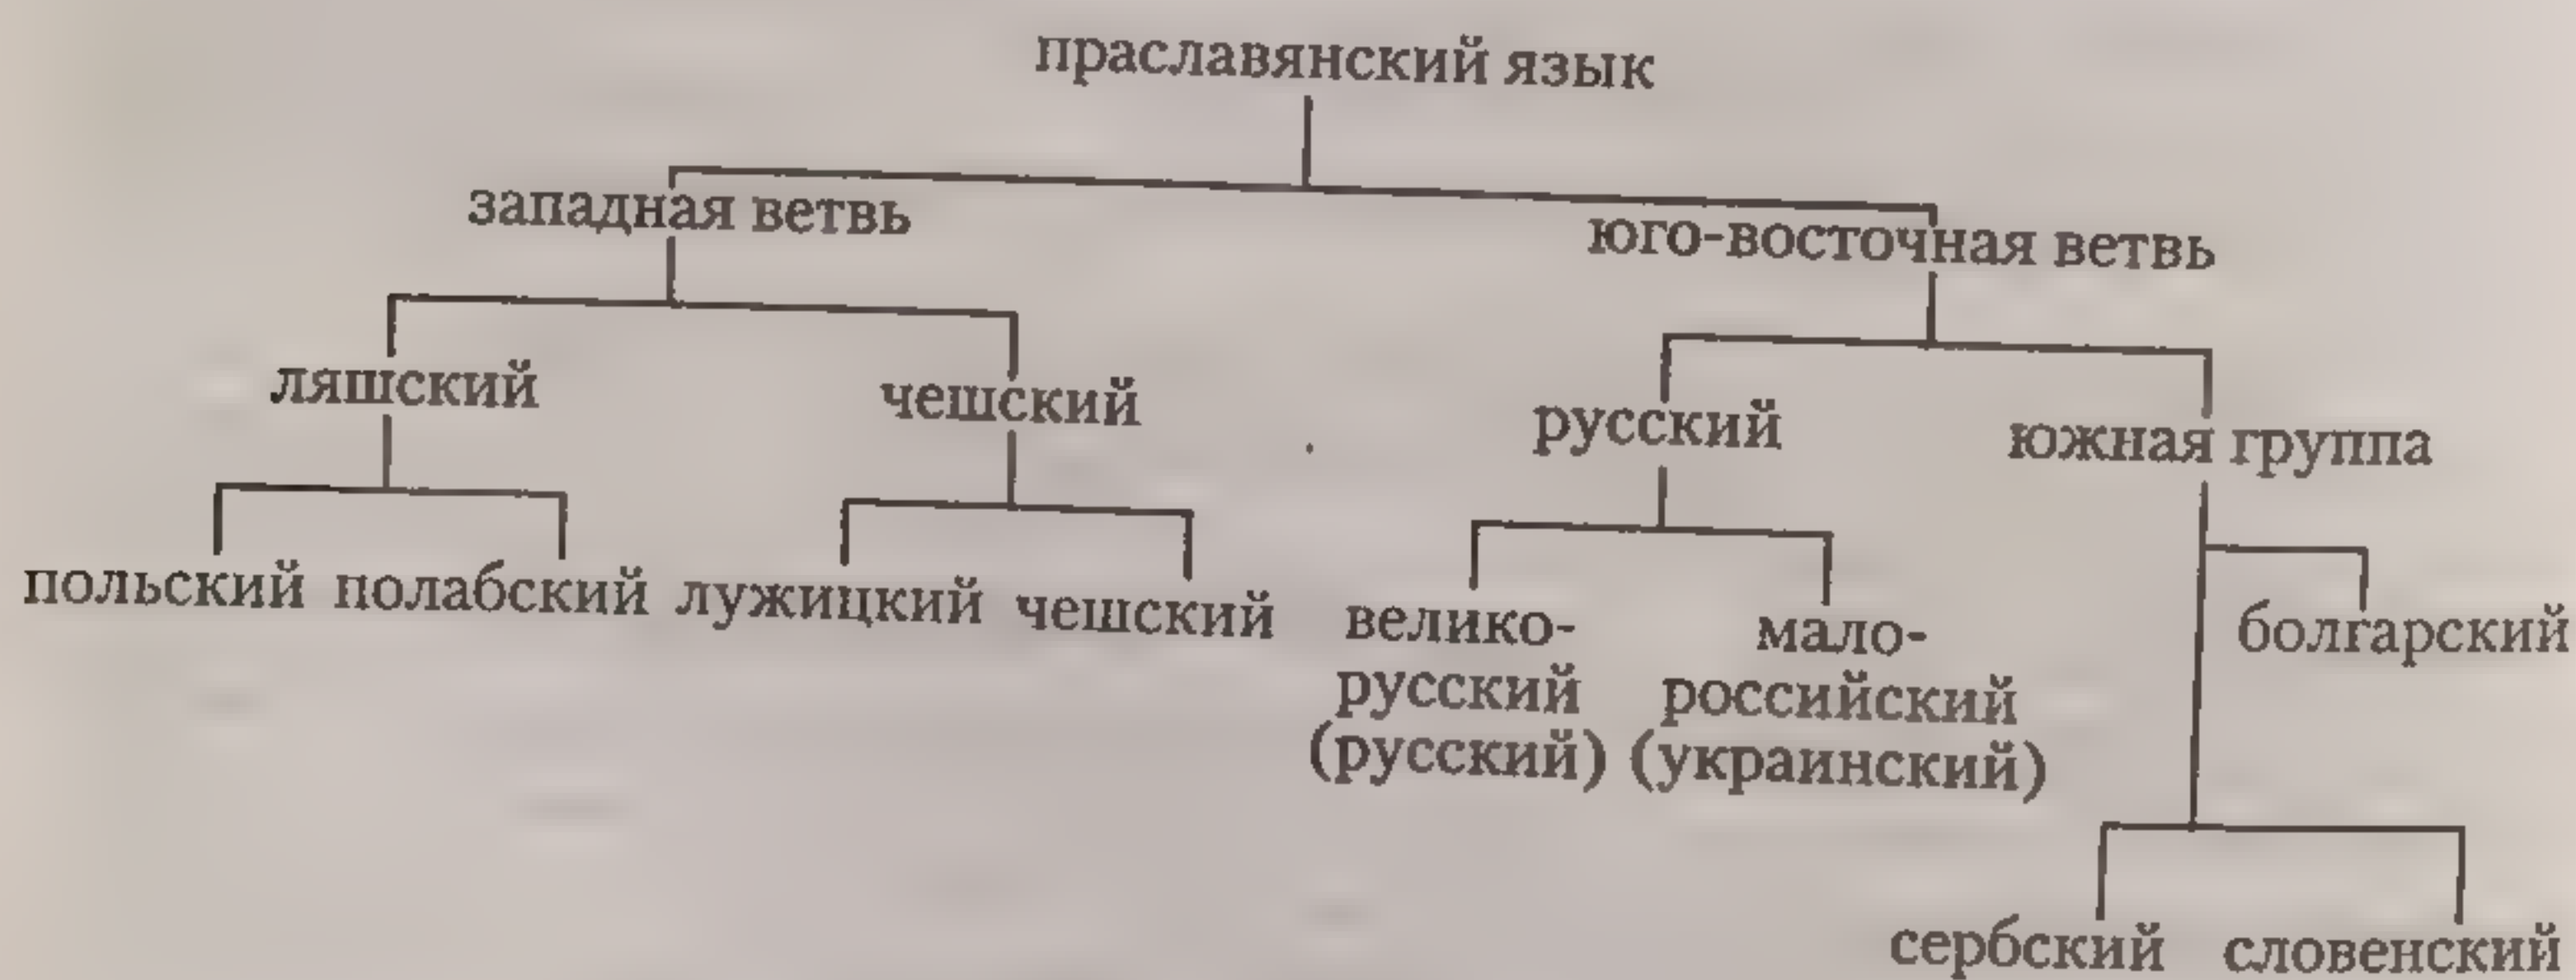 праславянский язык
западная ветвь
юго-восточная ветвь
ляшский
чешский
русский
южная группа
польский
полабский
лужицкий
чешский
велико-
русский
(русский)
мало-
российский
(украинский)
болгарский
сербский
словенский